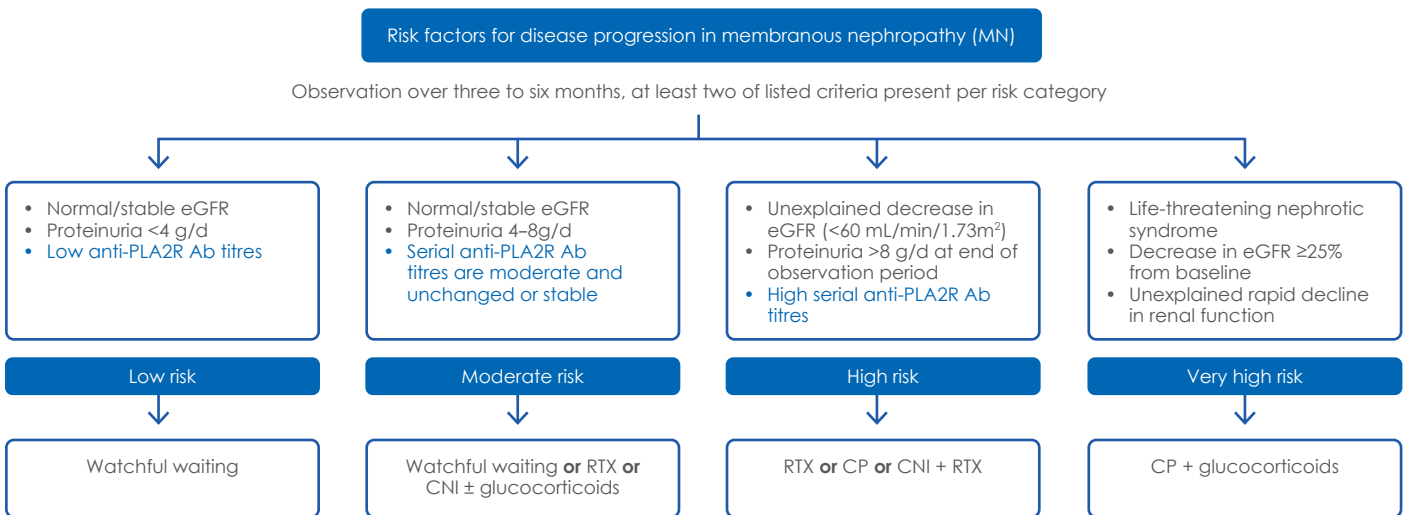 Risk factors for disease progression in membranous nephropathy (MN)
Observation over three to six months, at least two of listed criteria present per risk category
• Normal/stable eGFR
• Proteinuria <4 g/d
• Low anti-PLA2R Ab titres
Low risk
Watchful waiting
• Normal/stable eGFR
• Proteinuria 4–8g/d
• Serial anti-PLA2R Ab
titres are moderate and
unchanged or stable
Moderate risk
Watchful waiting or RTX or
CNI ± glucocorticoids
• Unexplained decrease in
eGFR (<60 mL/min/1.73m²)
• Proteinuria >8 g/d at end of
observation period
• High serial anti-PLA2R Ab
titres
High risk
RTX or CP or CNI + RTX
• Life-threatening nephrotic
syndrome
• Decrease in eGFR ≥25%
from baseline
• Unexplained rapid decline
in renal function
Very high risk
CP + glucocorticoids